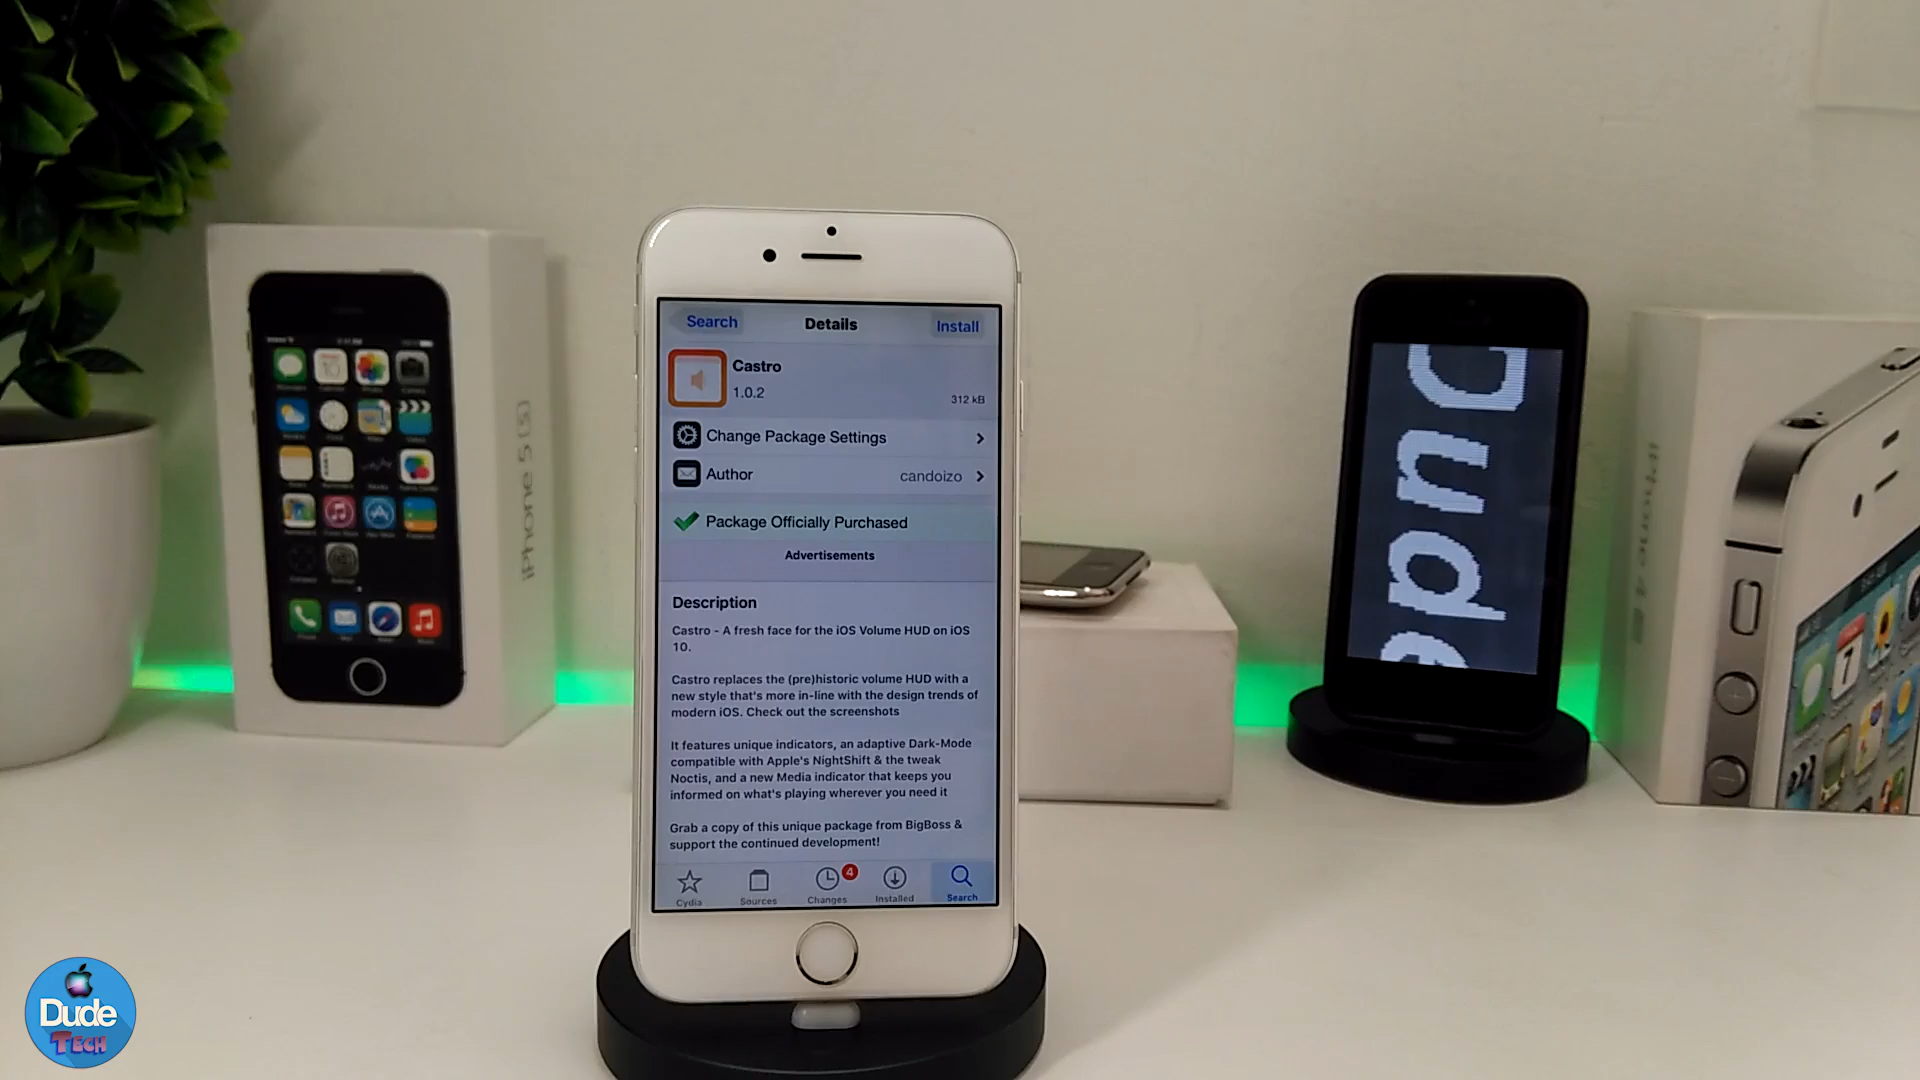 Search
Details
Install
Castro
1.0.2
312 kB
Change Package Settings
Author
candoizo
Package Officially Purchased
Advertisements
Description
Castro - A fresh face for the iOS Volume HUD on iOS
10.
Castro replaces the (pre)historic volume HUD with a
new style that's more in-line with the design trends of
modern iOS. Check out the screenshots
It features unique indicators, an adaptive Dark-Mode
compatible with Apple's NightShift & the tweak
Noctis, and a new Media indicator that keeps you
informed on what's playing wherever you need it
Grab a copy of this unique package from BigBoss &
support the continued development!
Cydia
Sources
Changes
4
Installed
Search
iPhone 5 S
Dude
iPhone 4
7
Dude
Tech